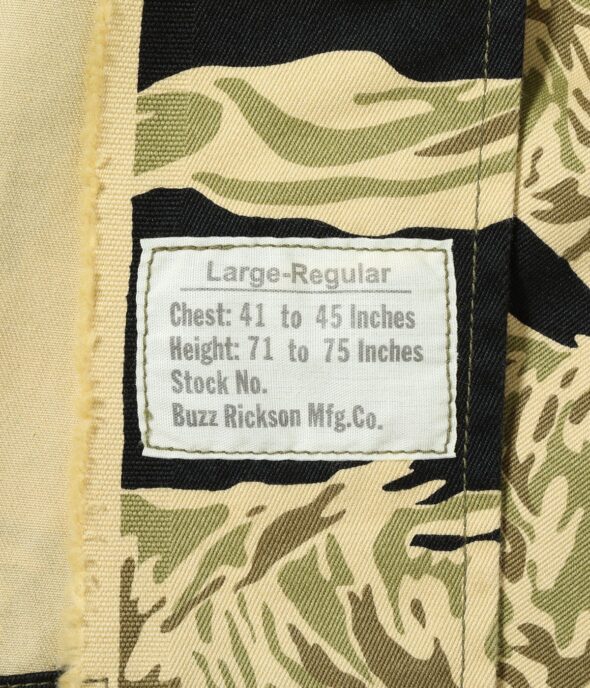 Large-Regular
Chest: 41 to 45 Inches
Height: 71 to 75 Inches
Stock No.
Buzz Rickson Mfg.Co.